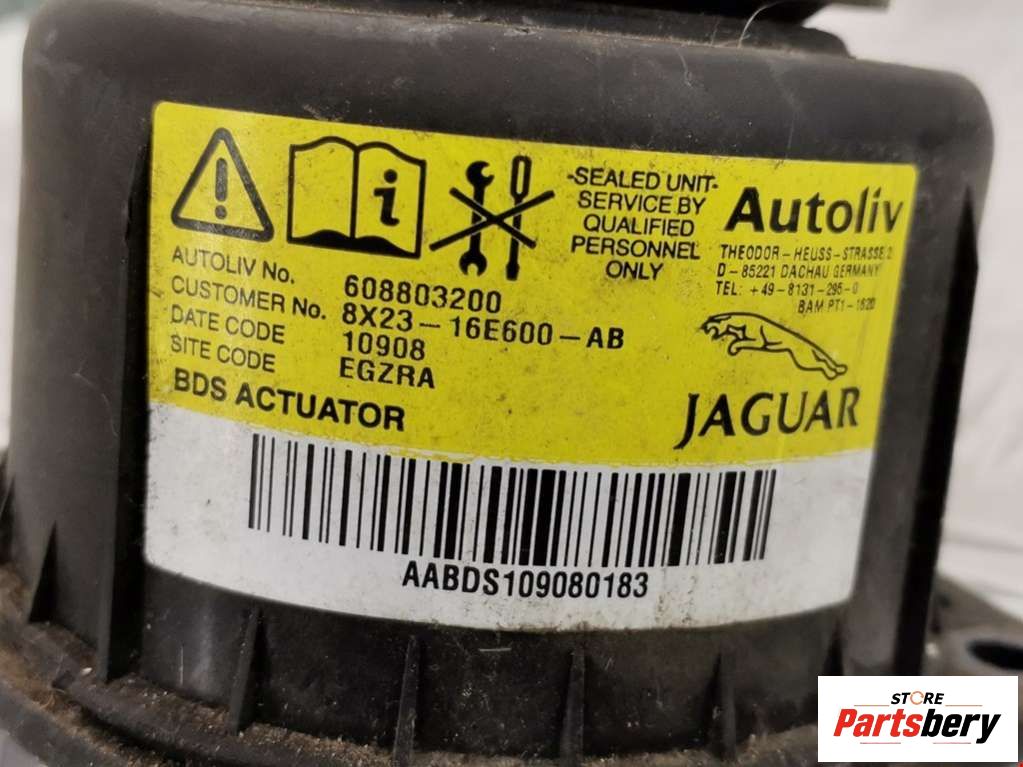 -SEALED UNIT-
SERVICE BY
QUALIFIED
PERSONNEL
ONLY
Autoliv
THEODOR-HEUSS-STRASSE 2
D-85221 DACHAU GERMANY
TEL: +49-8131-295-0
BAM PT1-1620
AUTOLIV No. 608803200
CUSTOMER No. 8X23-16E600-AB
DATE CODE 10908
SITE CODE EGZRA
BDS ACTUATOR
JAGUAR
AABDS109080183
STORE
Partsbery